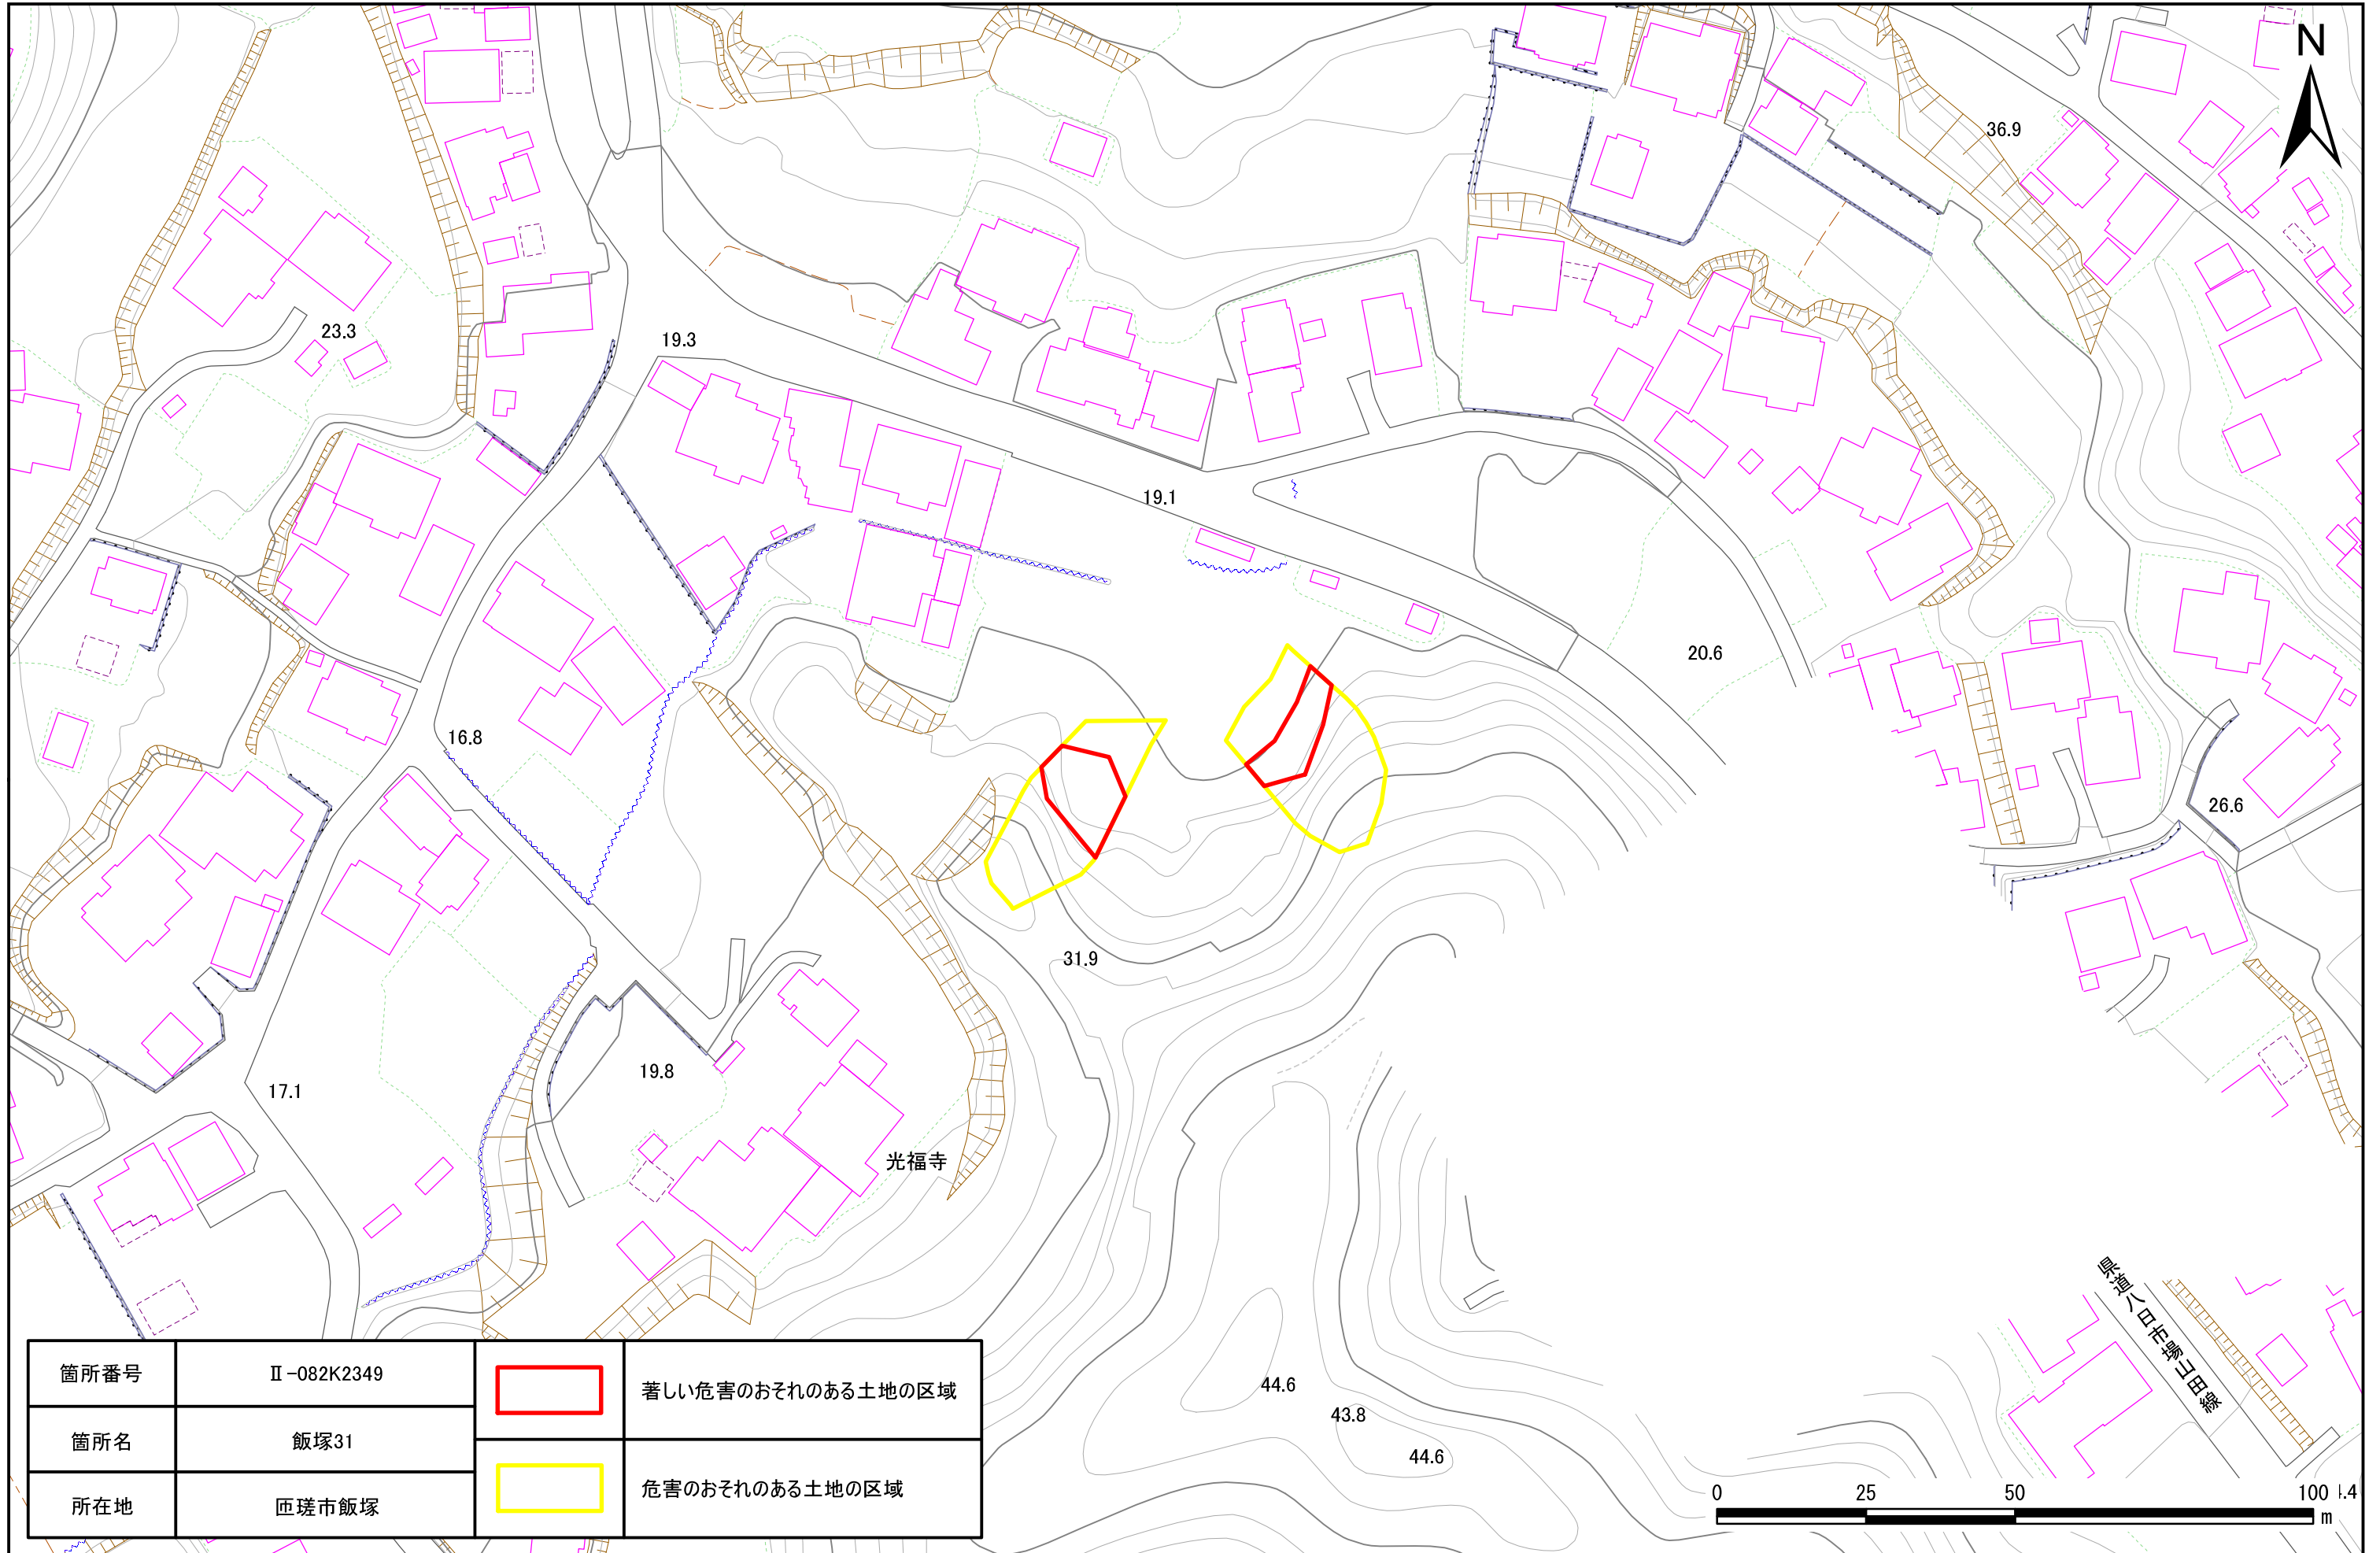 N
36.9
23.3
19.3
19.1
20.6
16.8
26.6
31.9
19.8
17.1
光福寺
県道八日市場山田線
44.6
43.8
44.6
箇所番号 Ⅱ-082K2349
箇所名 飯塚31
所在地 匝瑳市飯塚
著しい危害のおそれのある土地の区域
危害のおそれのある土地の区域
0 25 50 100 m